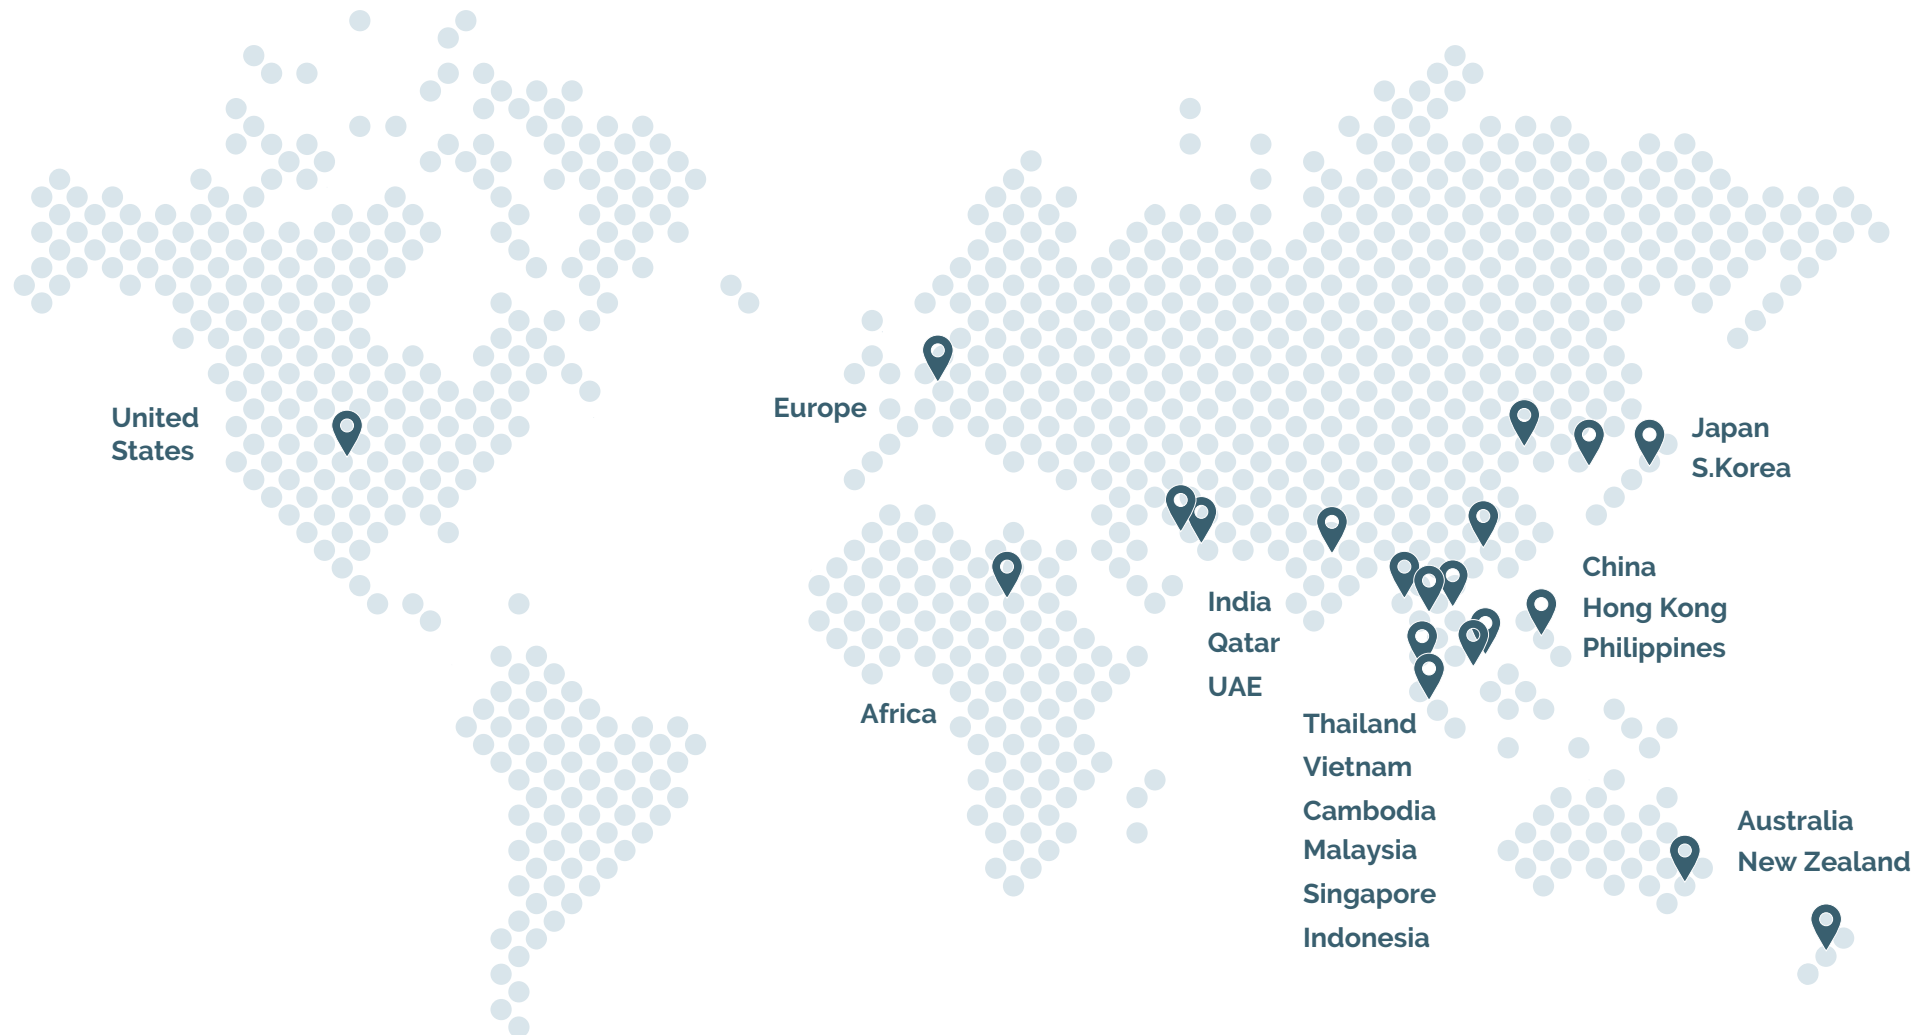 United
States
Europe
Africa
India
Qatar
UAE
Thailand
Vietnam
Cambodia
Malaysia
Singapore
Indonesia
Japan
S.Korea
China
Hong Kong
Philippines
Australia
New Zealand